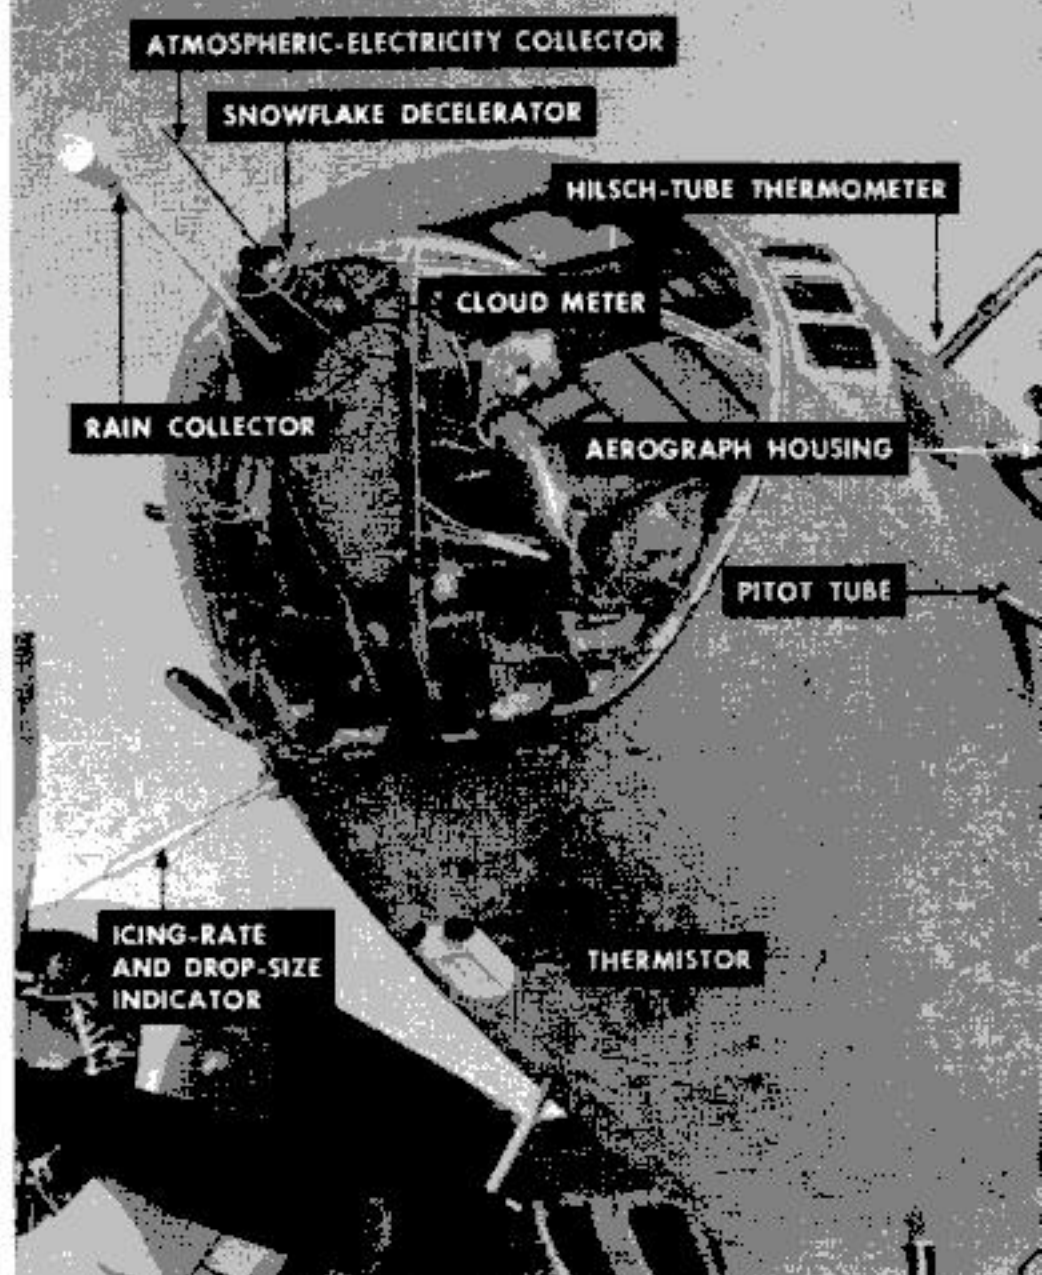 ATMOSPHERIC-ELECTRICITY COLLECTOR
SNOWFLAKE DECELERATOR
HILSCH-TUBE THERMOMETER
CLOUD METER
RAIN COLLECTOR
AEROGRAPH HOUSING
PITOT TUBE
ICING-RATE
AND DROP-SIZE
INDICATOR
THERMISTOR